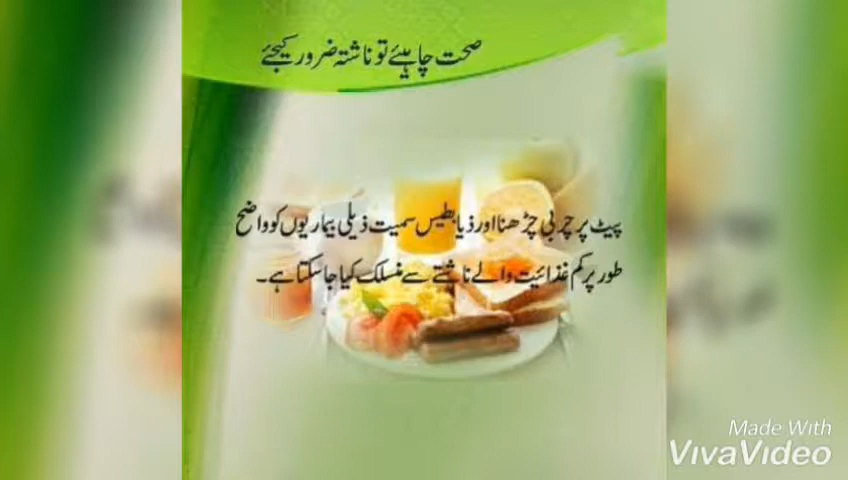 صحت چاہیئے تو ناشتہ ضرور کیجئے
پیٹ پر چربی چڑھنا اور ذیابطیس سمیت ذیلی بیماریوں کو واضح
طور پر کم غذائیت والے ناشتے سے منسلک کیا جاسکتا ہے۔
Made With
VivaVideo